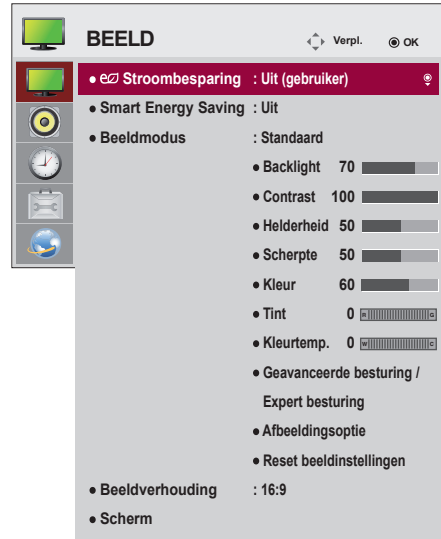 BEELD Verpl. OK
• e Stroombesparing : Uit (gebruiker)
• Smart Energy Saving : Uit
• Beeldmodus : Standaard
• Backlight 70
• Contrast 100
• Helderheid 50
• Scherpte 50
• Kleur 60
• Tint 0 R G
• Kleurtemp. 0 W C
• Geavanceerde besturing /
Expert besturing
• Afbeeldingsoptie
• Reset beeldinstellingen
• Beeldverhouding : 16:9
• Scherm